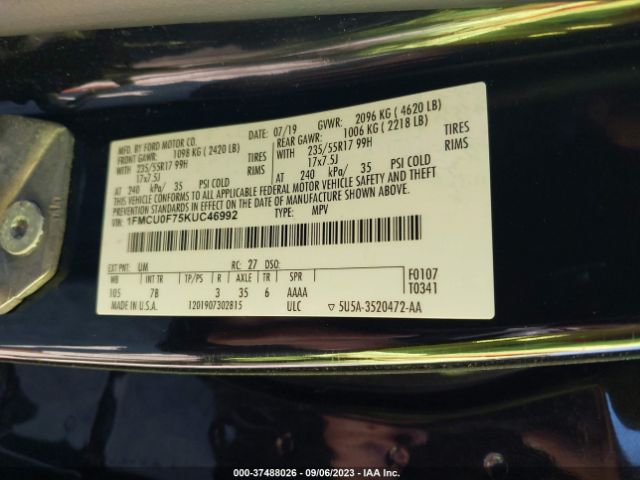 MFD. BY FORD MOTOR CO.
DATE: 07/19 GVWR: 2096 KG ( 4620 LB)
FRONT GAWR: 1098 KG ( 2420 LB) REAR GAWR: 1006 KG ( 2218 LB)
WITH 235/55R17 99H TIRES WITH 235/55R17 99H TIRES
17x7.5J RIMS 17x7.5J RIMS
AT 240 kPa/ 35 PSI COLD AT 240 kPa/ 35 PSI COLD
THIS VEHICLE CONFORMS TO ALL APPLICABLE FEDERAL MOTOR VEHICLE SAFETY AND THEFT
PREVENTION STANDARDS IN EFFECT ON THE DATE OF MANUFACTURE SHOWN ABOVE.
1FMCU0F75KUC46992 TYPE: MPV
EXT PNT: UM RC: 27 DSO:
WB INT TR TP/PS R AXLE TR SPR
105 7B 3 35 6 AAAA
F0107
T0341
MADE IN U.S.A. 1201907302815 ULC ▽ 5U5A-3520472-AA
000-37488026 - 09/06/2023 - IAA Inc.